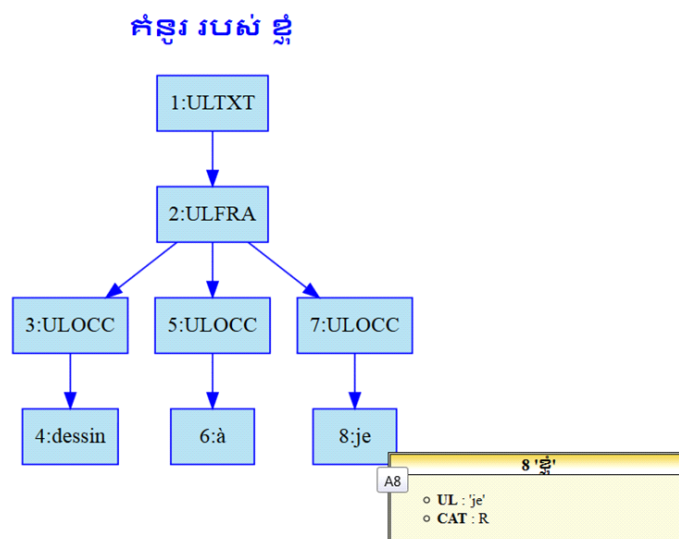 គំនូរ របស់ ខ្ញុំ
1:ULTXT
2:ULFRA
3:ULOCC 5:ULOCC 7:ULOCC
4:dessin 6:à 8:je
8 'ខ្ញុំ'
A8
UL : 'je'
CAT : R